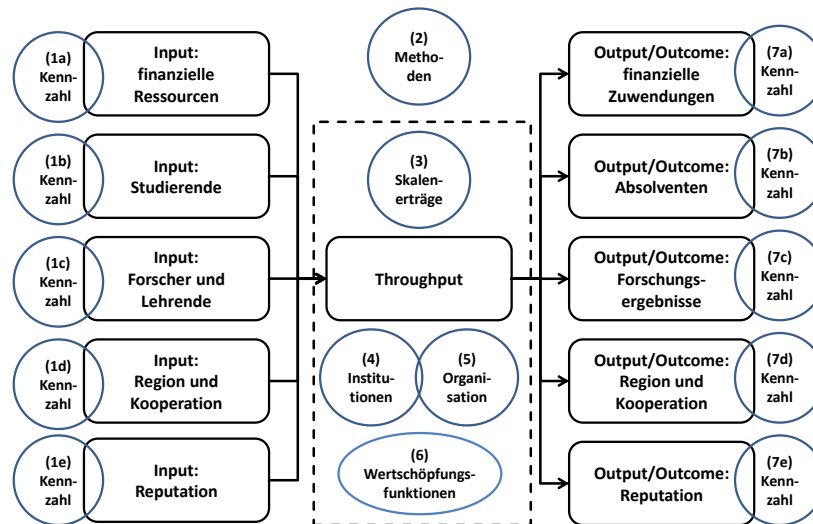 (1a)
Kenn-
zahl
Input:
finanzielle
Ressourcen
(1b)
Kenn-
zahl
Input:
Studierende
(1c)
Kenn-
zahl
Input:
Forscher und
Lehrende
(1d)
Kenn-
zahl
Input:
Region und
Kooperation
(1e)
Kenn-
zahl
Input:
Reputation
(2)
Metho-
den
(3)
Skalen-
erträge
Throughput
(4)
Institu-
tionen
(5)
Organi-
sation
(6)
Wertschöpfungs-
funktionen
Output/Outcome:
finanzielle
Zuwendungen
(7a)
Kenn-
zahl
Output/Outcome:
Absolventen
(7b)
Kenn-
zahl
Output/Outcome:
Forschungs-
ergebnisse
(7c)
Kenn-
zahl
Output/Outcome:
Region und
Kooperation
(7d)
Kenn-
zahl
Output/Outcome:
Reputation
(7e)
Kenn-
zahl